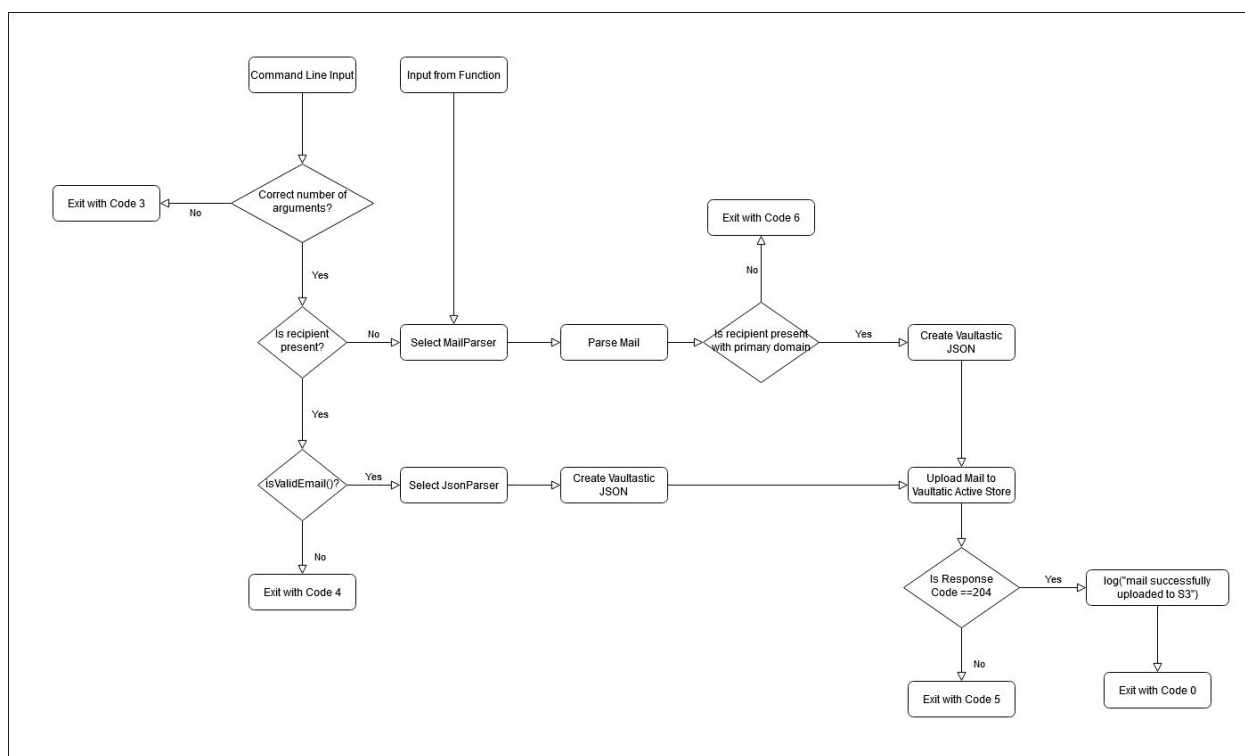 Command Line Input
Input from Function
Correct number of
arguments?
Exit with Code 3
No
Exit with Code 6
Yes
No
Is recipient
present?
No
Select MailParser
Parse Mail
Is recipient present
with primary domain
Yes
Create Vaultastic
JSON
Yes
isValidEmail()?
Yes
Select JsonParser
Create Vaultastic
JSON
Upload Mail to
Vaultatic Active Store
No
Exit with Code 4
Is Response
Code ==204
Yes
log("mail successfully
uploaded to S3")
No
Exit with Code 5
Exit with Code 0